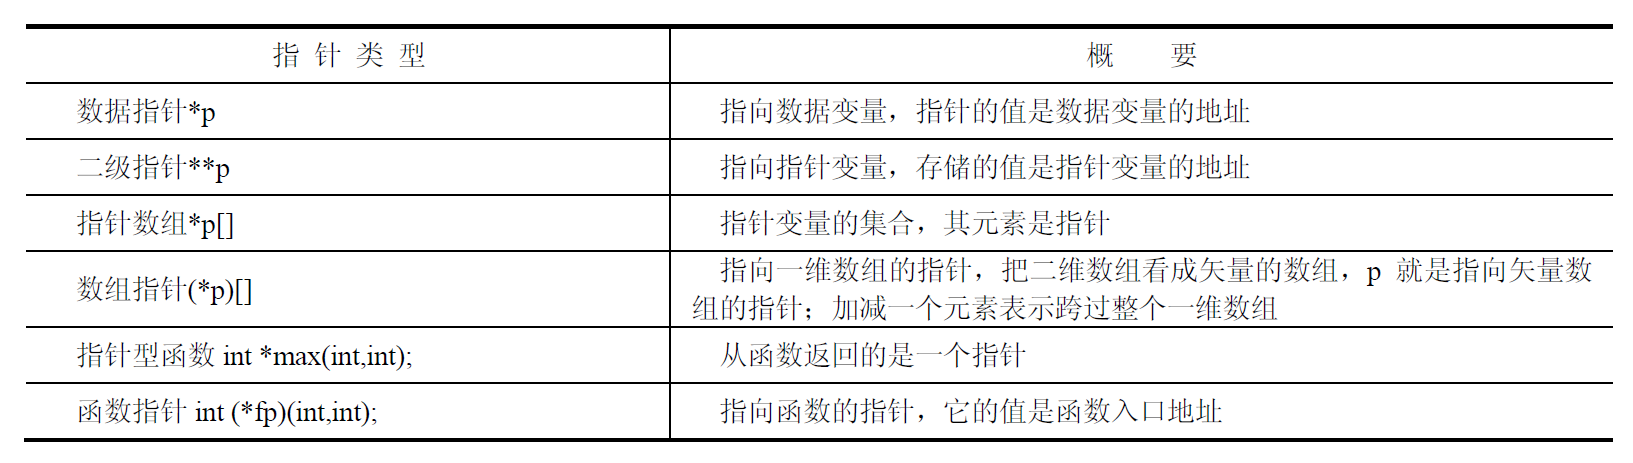 指 针 类 型
概 要
数据指针*p
指向数据变量，指针的值是数据变量的地址
二级指针**p
指向指针变量，存储的值是指针变量的地址
指针数组*p[]
指针变量的集合，其元素是指针
数组指针(*p)[]
指向一维数组的指针，把二维数组看成矢量的数组，p 就是指向矢量数
组的指针；加减一个元素表示跨过整个一维数组
指针型函数 int *max(int,int);
从函数返回的是一个指针
函数指针 int (*fp)(int,int);
指向函数的指针，它的值是函数入口地址